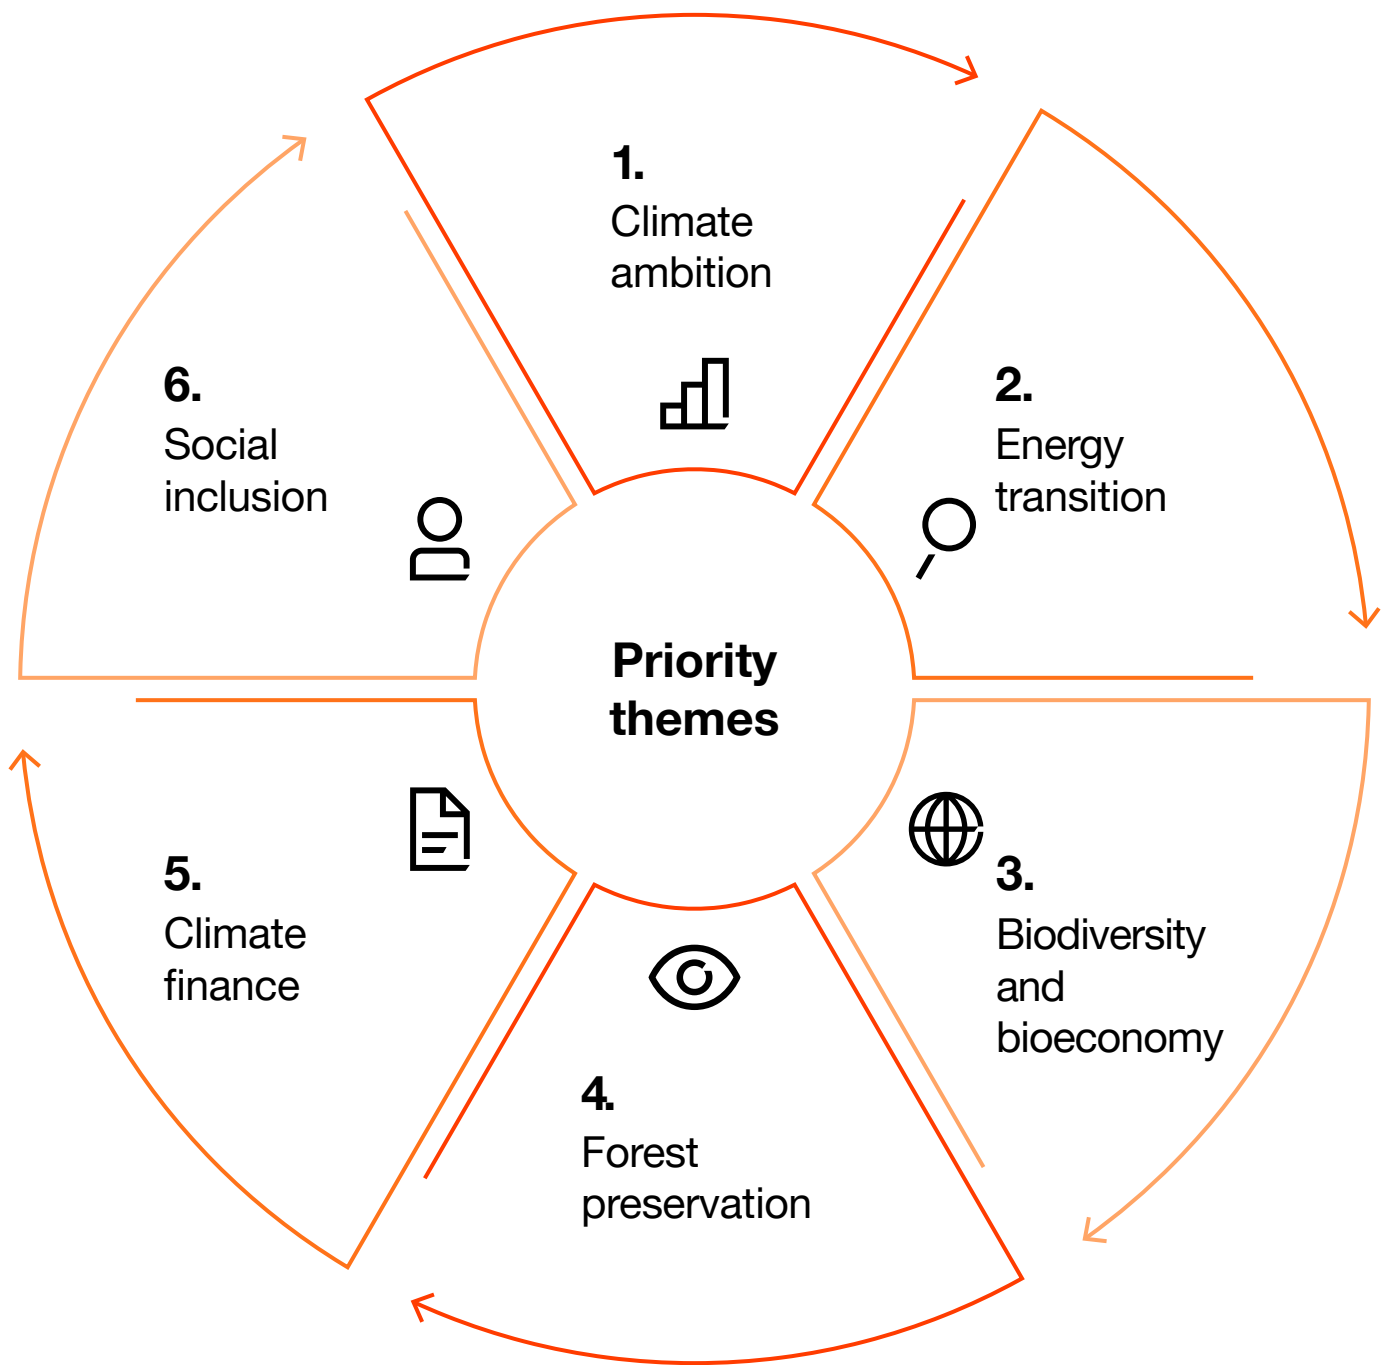 1.
Climate
ambition
2.
Energy
transition
3.
Biodiversity
and
bioeconomy
4.
Forest
preservation
5.
Climate
finance
6.
Social
inclusion
Priority
themes